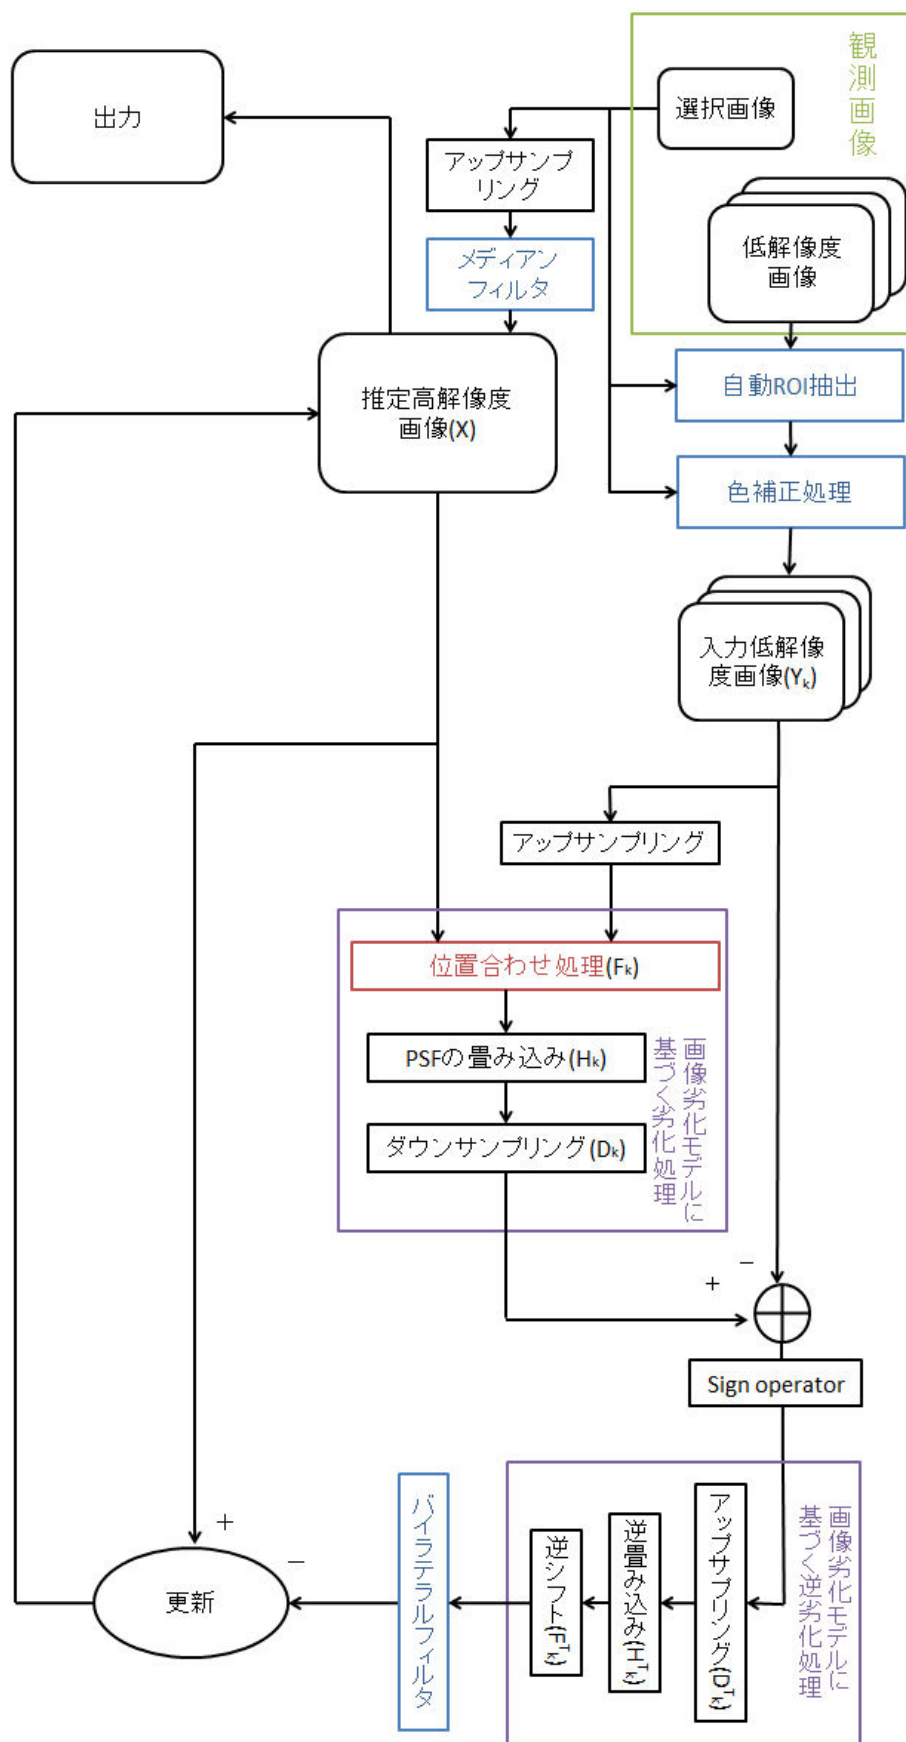 観測画像
選択画像
低解像度
画像
出力
アップサンプ
リング
メディアン
フィルタ
自動ROI抽出
推定高解像度
画像(X)
色補正処理
入力低解像
度画像(Yk)
アップサンプリング
位置合わせ処理(Fk)
PSFの畳み込み(Hk)
ダウンサンプリング(Dk)
画像劣化モデルに
基づく劣化処理
−
+
Sign operator
画像劣化モデルに
基づく逆劣化処理
アップサプリング(DTk)
逆畳み込み(HTk)
逆シフト(FTk)
バイラテラルフィルタ
+
−
更新